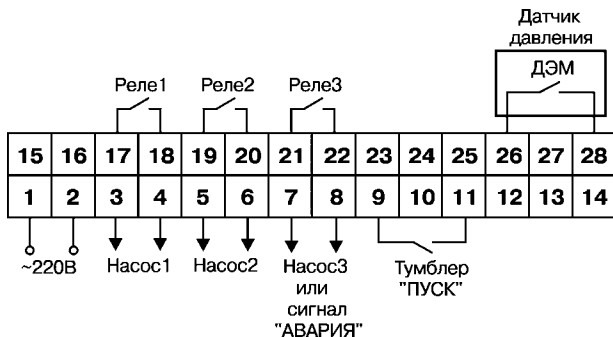 Датчик
давления
ДЭМ
Реле1 Реле2 Реле3
15 16 17 18 19 20 21 22 23 24 25 26 27 28
1 2 3 4 5 6 7 8 9 10 11 12 13 14
~220В Насос1 Насос2 Насос3
или
сигнал
"АВАРИЯ"
Тумблер
"ПУСК"